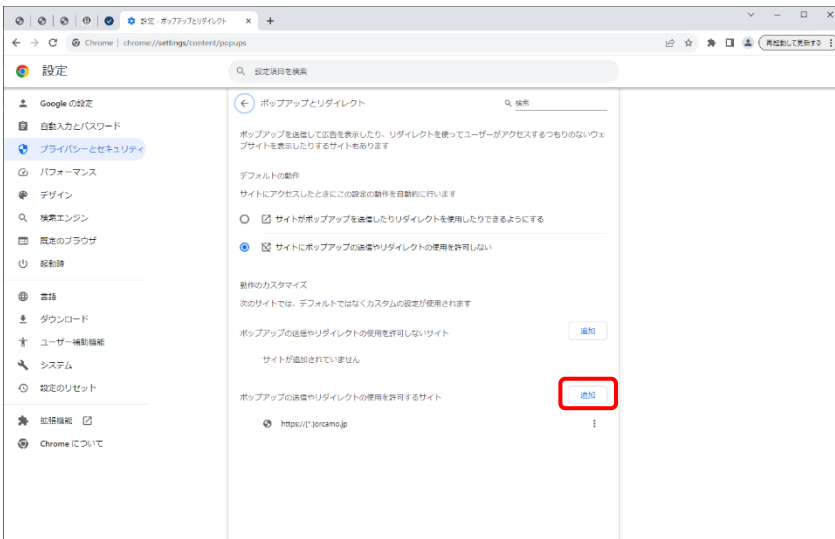 設定 - ポップアップとリダイレクト
Chrome | chrome://settings/content/popups
再起動して更新する
設定
設定項目を検索
Google の設定
自動入力とパスワード
プライバシーとセキュリティ
パフォーマンス
デザイン
検索エンジン
既定のブラウザ
起動時
言語
ダウンロード
ユーザー補助機能
システム
設定のリセット
拡張機能
Chrome について
ポップアップとリダイレクト
検索
ポップアップを送信して広告を表示したり、リダイレクトを使ってユーザーがアクセスするつもりのないウェ
ブサイトを表示したりするサイトもあります
デフォルトの動作
サイトにアクセスしたときにこの設定の動作を自動的に行います
サイトがポップアップを送信したりリダイレクトを使用したりできるようにする
サイトにポップアップの送信やリダイレクトの使用を許可しない
動作のカスタマイズ
次のサイトでは、デフォルトではなくカスタムの設定が使用されます
ポップアップの送信やリダイレクトの使用を許可しないサイト
追加
サイトが追加されていません
ポップアップの送信やリダイレクトの使用を許可するサイト
追加
https://[*.]orcamo.jp